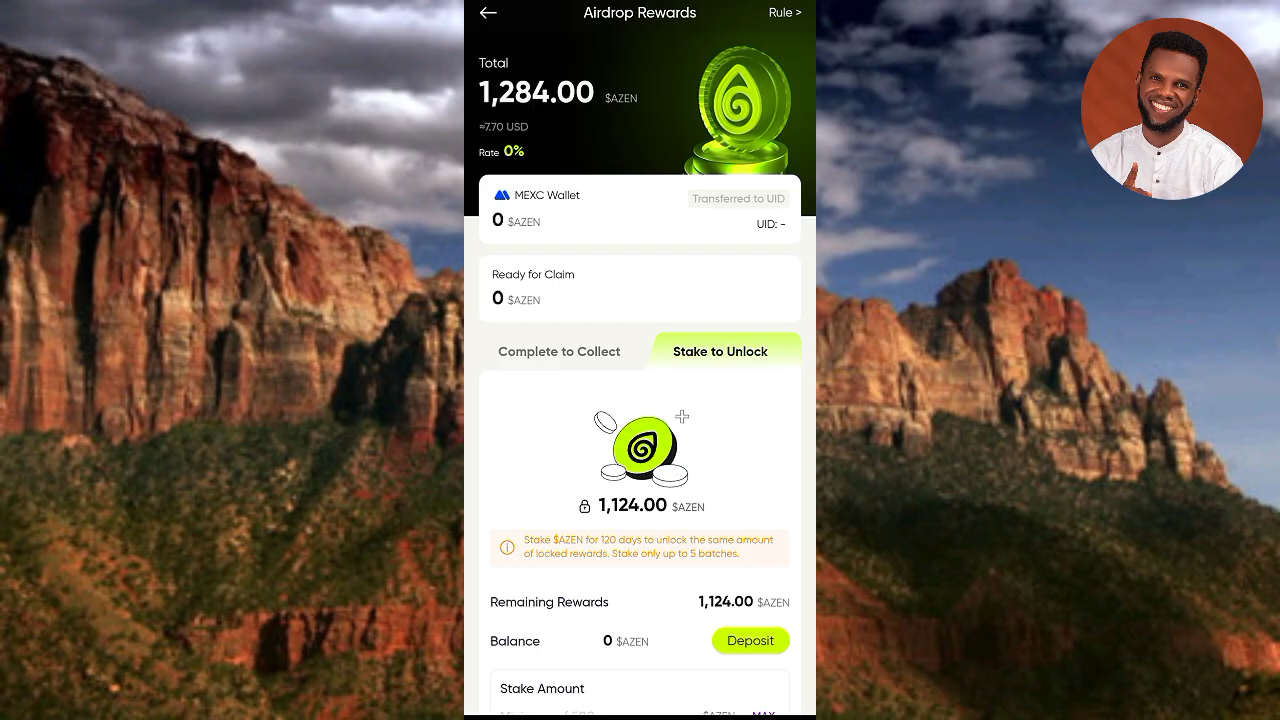 Airdrop Rewards
Rule >
Total
1,284.00 $AZEN
≈7.70 USD
Rate 0%
MEXC Wallet
Transferred to UID
0 $AZEN
UID: -
Ready for Claim
0 $AZEN
Complete to Collect
Stake to Unlock
1,124.00 $AZEN
Stake $AZEN for 120 days to unlock the same amount
of locked rewards. Stake only up to 5 batches.
Remaining Rewards 1,124.00 $AZEN
Balance 0 $AZEN Deposit
Stake Amount
$AZEN MAX